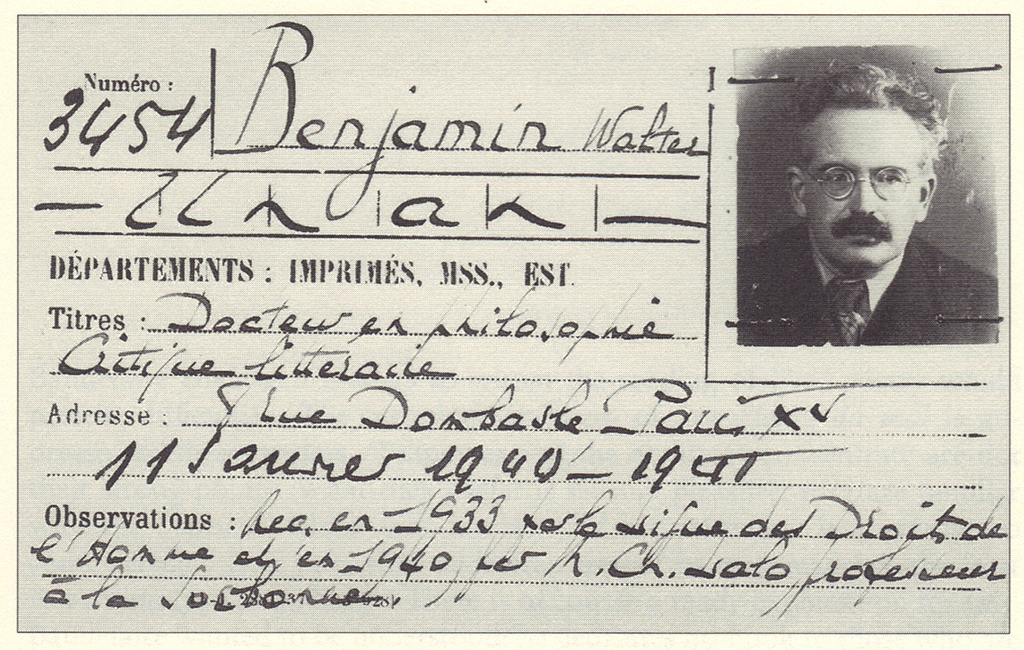 Numéro :
3454 Benjamin Walter
— Un | an | —
DÉPARTEMENTS : IMPRIMÉS, MSS., EST.
Titres : Docteur en philosophie
Critique littéraire
Adresse : rue Dombasle Paris XV
11 Janvier 1940 - 1941
Observations : Rec. en 1933 par la Ligue des Droits de
l'Homme et en 1940, par M. Ch. Lalo professeur
à la Sorbonne